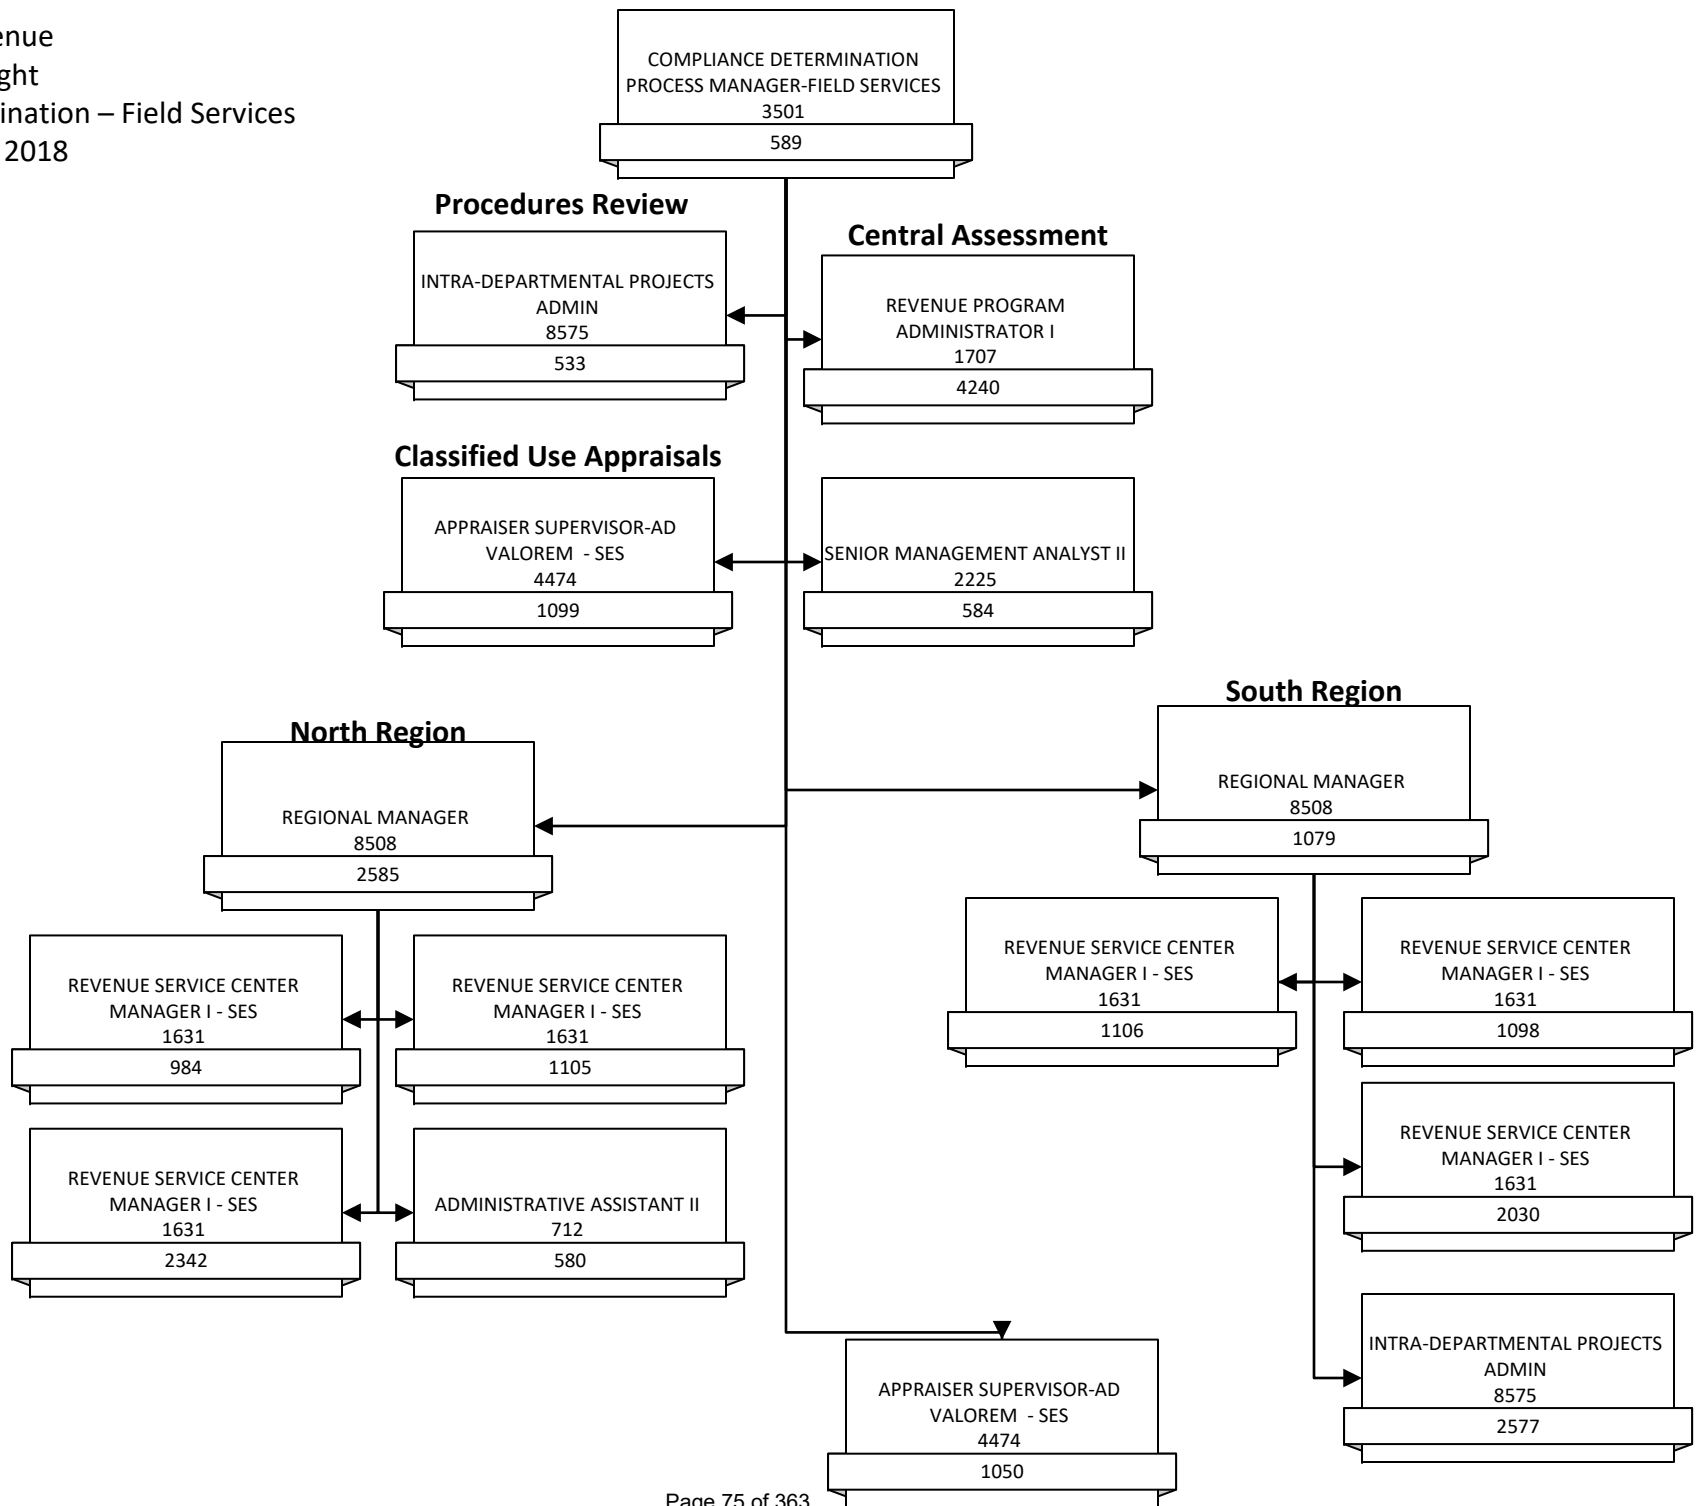 enue
ght
ination – Field Services
2018
COMPLIANCE DETERMINATION
PROCESS MANAGER-FIELD SERVICES
3501
589
Procedures Review
INTRA-DEPARTMENTAL PROJECTS
ADMIN
8575
533
Central Assessment
REVENUE PROGRAM
ADMINISTRATOR I
1707
4240
Classified Use Appraisals
APPRAISER SUPERVISOR-AD
VALOREM - SES
4474
1099
SENIOR MANAGEMENT ANALYST II
2225
584
North Region
REGIONAL MANAGER
8508
2585
South Region
REGIONAL MANAGER
8508
1079
REVENUE SERVICE CENTER
MANAGER I - SES
1631
984
REVENUE SERVICE CENTER
MANAGER I - SES
1631
1105
REVENUE SERVICE CENTER
MANAGER I - SES
1631
1106
REVENUE SERVICE CENTER
MANAGER I - SES
1631
1098
REVENUE SERVICE CENTER
MANAGER I - SES
1631
2342
ADMINISTRATIVE ASSISTANT II
712
580
REVENUE SERVICE CENTER
MANAGER I - SES
1631
2030
INTRA-DEPARTMENTAL PROJECTS
ADMIN
8575
2577
APPRAISER SUPERVISOR-AD
VALOREM - SES
4474
1050
Page 75 of 363